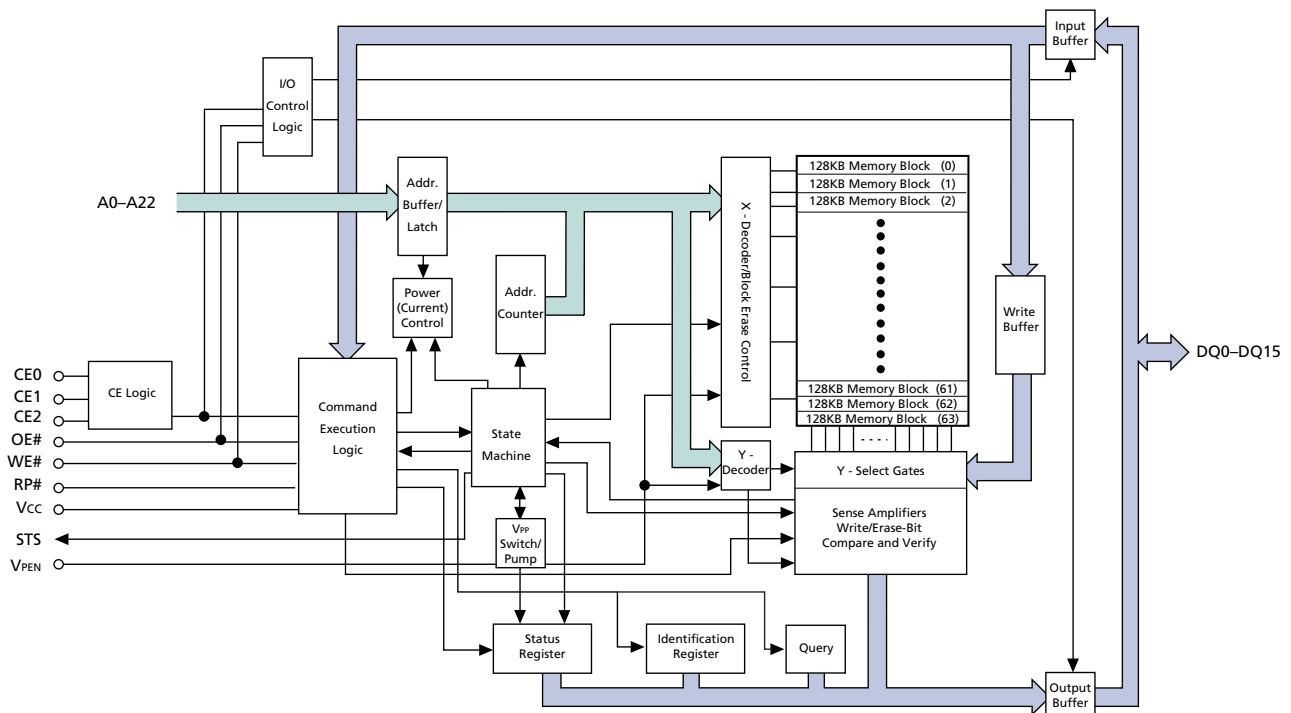 Input
Buffer
I/O
Control
Logic
A0–A22
Addr.
Buffer/
Latch
Power
(Current)
Control
Addr.
Counter
X - Decoder/Block Erase Control
128KB Memory Block (0)
128KB Memory Block (1)
128KB Memory Block (2)
128KB Memory Block (61)
128KB Memory Block (62)
128KB Memory Block (63)
Write
Buffer
DQ0–DQ15
CE0
CE1
CE2
OE#
WE#
RP#
VCC
STS
VPEN
CE Logic
Command
Execution
Logic
State
Machine
VPP
Switch/
Pump
Y -
Decoder
Y - Select Gates
Sense Amplifiers
Write/Erase-Bit
Compare and Verify
Status
Register
Identification
Register
Query
Output
Buffer